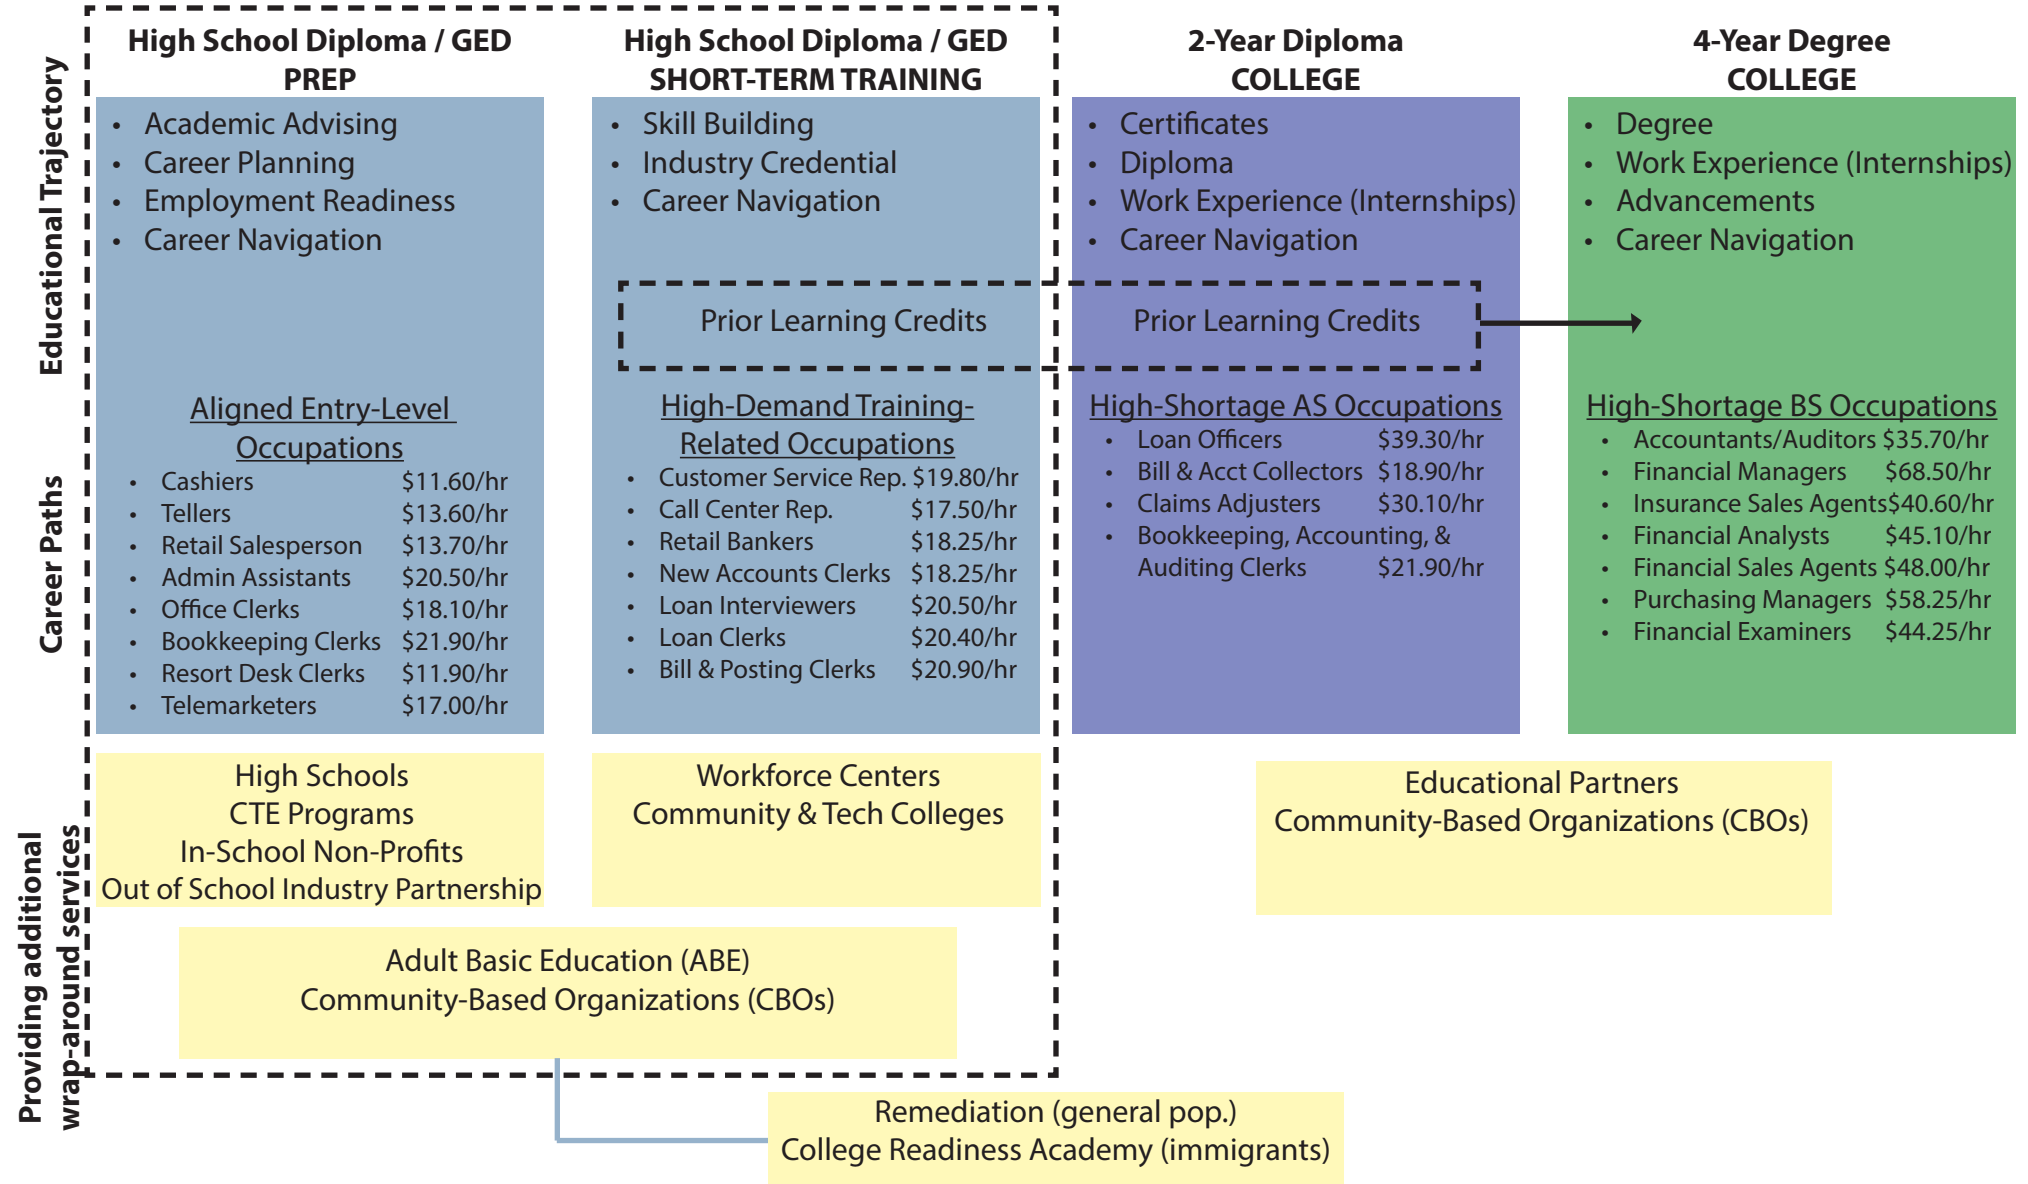 High School Diploma / GED
PREP
High School Diploma / GED
SHORT-TERM TRAINING
2-Year Diploma
COLLEGE
4-Year Degree
COLLEGE
Educational Trajectory
• Academic Advising
• Career Planning
• Employment Readiness
• Career Navigation
• Skill Building
• Industry Credential
• Career Navigation
• Certificates
• Diploma
• Work Experience (Internships)
• Career Navigation
• Degree
• Work Experience (Internships)
• Advancements
• Career Navigation
Prior Learning Credits
Prior Learning Credits
Career Paths
Aligned Entry-Level
Occupations
• Cashiers $11.60/hr
• Tellers $13.60/hr
• Retail Salesperson $13.70/hr
• Admin Assistants $20.50/hr
• Office Clerks $18.10/hr
• Bookkeeping Clerks $21.90/hr
• Resort Desk Clerks $11.90/hr
• Telemarketers $17.00/hr
High-Demand Training-
Related Occupations
• Customer Service Rep. $19.80/hr
• Call Center Rep. $17.50/hr
• Retail Bankers $18.25/hr
• New Accounts Clerks $18.25/hr
• Loan Interviewers $20.50/hr
• Loan Clerks $20.40/hr
• Bill & Posting Clerks $20.90/hr
High-Shortage AS Occupations
• Loan Officers $39.30/hr
• Bill & Acct Collectors $18.90/hr
• Claims Adjusters $30.10/hr
• Bookkeeping, Accounting, &
Auditing Clerks $21.90/hr
High-Shortage BS Occupations
• Accountants/Auditors $35.70/hr
• Financial Managers $68.50/hr
• Insurance Sales Agents $40.60/hr
• Financial Analysts $45.10/hr
• Financial Sales Agents $48.00/hr
• Purchasing Managers $58.25/hr
• Financial Examiners $44.25/hr
Providing additional
wrap-around services
High Schools
CTE Programs
In-School Non-Profits
Out of School Industry Partnership
Workforce Centers
Community & Tech Colleges
Educational Partners
Community-Based Organizations (CBOs)
Adult Basic Education (ABE)
Community-Based Organizations (CBOs)
Remediation (general pop.)
College Readiness Academy (immigrants)